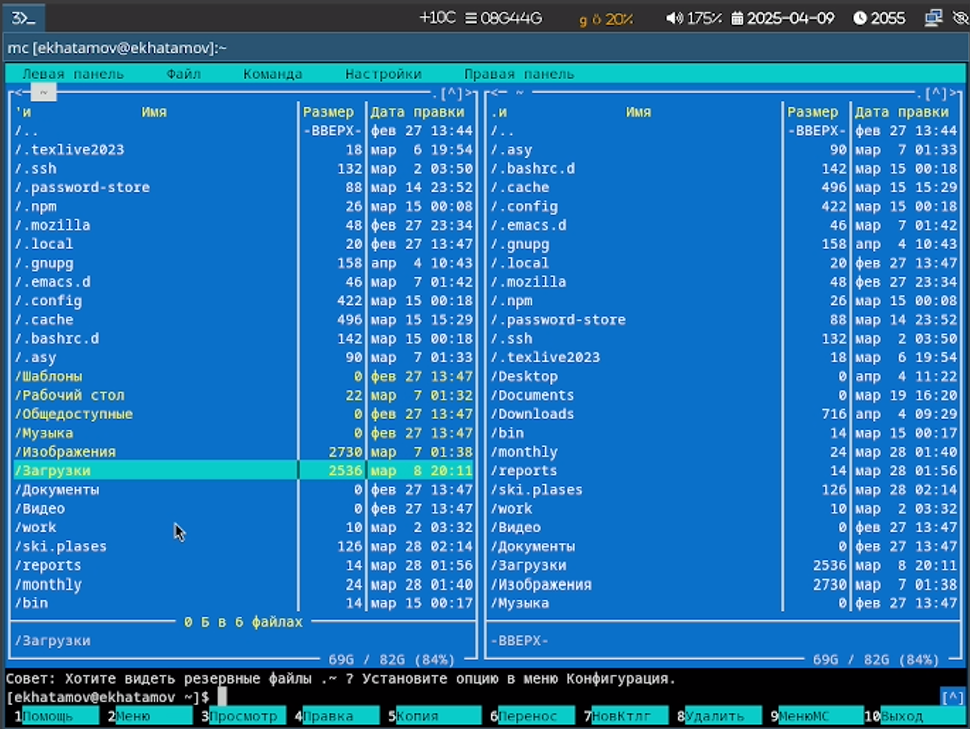 3>_ +10C 08G44G g ö 20% 175% 2025-04-09 2055
mc [ekhatamov@ekhatamov]:~
Левая панель Файл Команда Настройки Правая панель
<- ~ .[^]>
'и Имя Размер Дата правки
/.. -ВВЕРХ- фев 27 13:44
/.texlive2023 18 мар 6 19:54
/.ssh 132 мар 2 03:50
/.password-store 88 мар 14 23:52
/.npm 26 мар 15 00:08
/.mozilla 48 фев 27 23:34
/.local 20 фев 27 13:47
/.gnupg 158 апр 4 10:43
/.emacs.d 46 мар 7 01:42
/.config 422 мар 15 00:18
/.cache 496 мар 15 15:29
/.bashrc.d 142 мар 15 00:18
/.asy 90 мар 7 01:33
/Шаблоны 0 фев 27 13:47
/Рабочий стол 22 мар 7 01:32
/Общедоступные 0 фев 27 13:47
/Музыка 0 фев 27 13:47
/Изображения 2730 мар 7 01:38
/Загрузки 2536 мар 8 20:11
/Документы 0 фев 27 13:47
/Видео 0 фев 27 13:47
/work 10 мар 2 03:32
/ski.plases 126 мар 28 02:14
/reports 14 мар 28 01:56
/monthly 24 мар 28 01:40
/bin 14 мар 15 00:17
0 Б в 6 файлах
/Загрузки
69G / 82G (84%)
<- ~ .[^]>
.и Имя Размер Дата правки
/.. -ВВЕРХ- фев 27 13:44
/.asy 90 мар 7 01:33
/.bashrc.d 142 мар 15 00:18
/.cache 496 мар 15 15:29
/.config 422 мар 15 00:18
/.emacs.d 46 мар 7 01:42
/.gnupg 158 апр 4 10:43
/.local 20 фев 27 13:47
/.mozilla 48 фев 27 23:34
/.npm 26 мар 15 00:08
/.password-store 88 мар 14 23:52
/.ssh 132 мар 2 03:50
/.texlive2023 18 мар 6 19:54
/Desktop 0 апр 4 11:22
/Documents 0 мар 19 16:20
/Downloads 716 апр 4 09:29
/bin 14 мар 15 00:17
/monthly 24 мар 28 01:40
/reports 14 мар 28 01:56
/ski.plases 126 мар 28 02:14
/work 10 мар 2 03:32
/Видео 0 фев 27 13:47
/Документы 0 фев 27 13:47
/Загрузки 2536 мар 8 20:11
/Изображения 2730 мар 7 01:38
/Музыка 0 фев 27 13:47
-ВВЕРХ-
69G / 82G (84%)
Совет: Хотите видеть резервные файлы .~ ? Установите опцию в меню Конфигурация.
[ekhatamov@ekhatamov ~]$ [^]
1Помощь 2Меню 3Просмотр 4Правка 5Копия 6Перенос 7НовКтлг 8Удалить 9МенюМС 10Выход